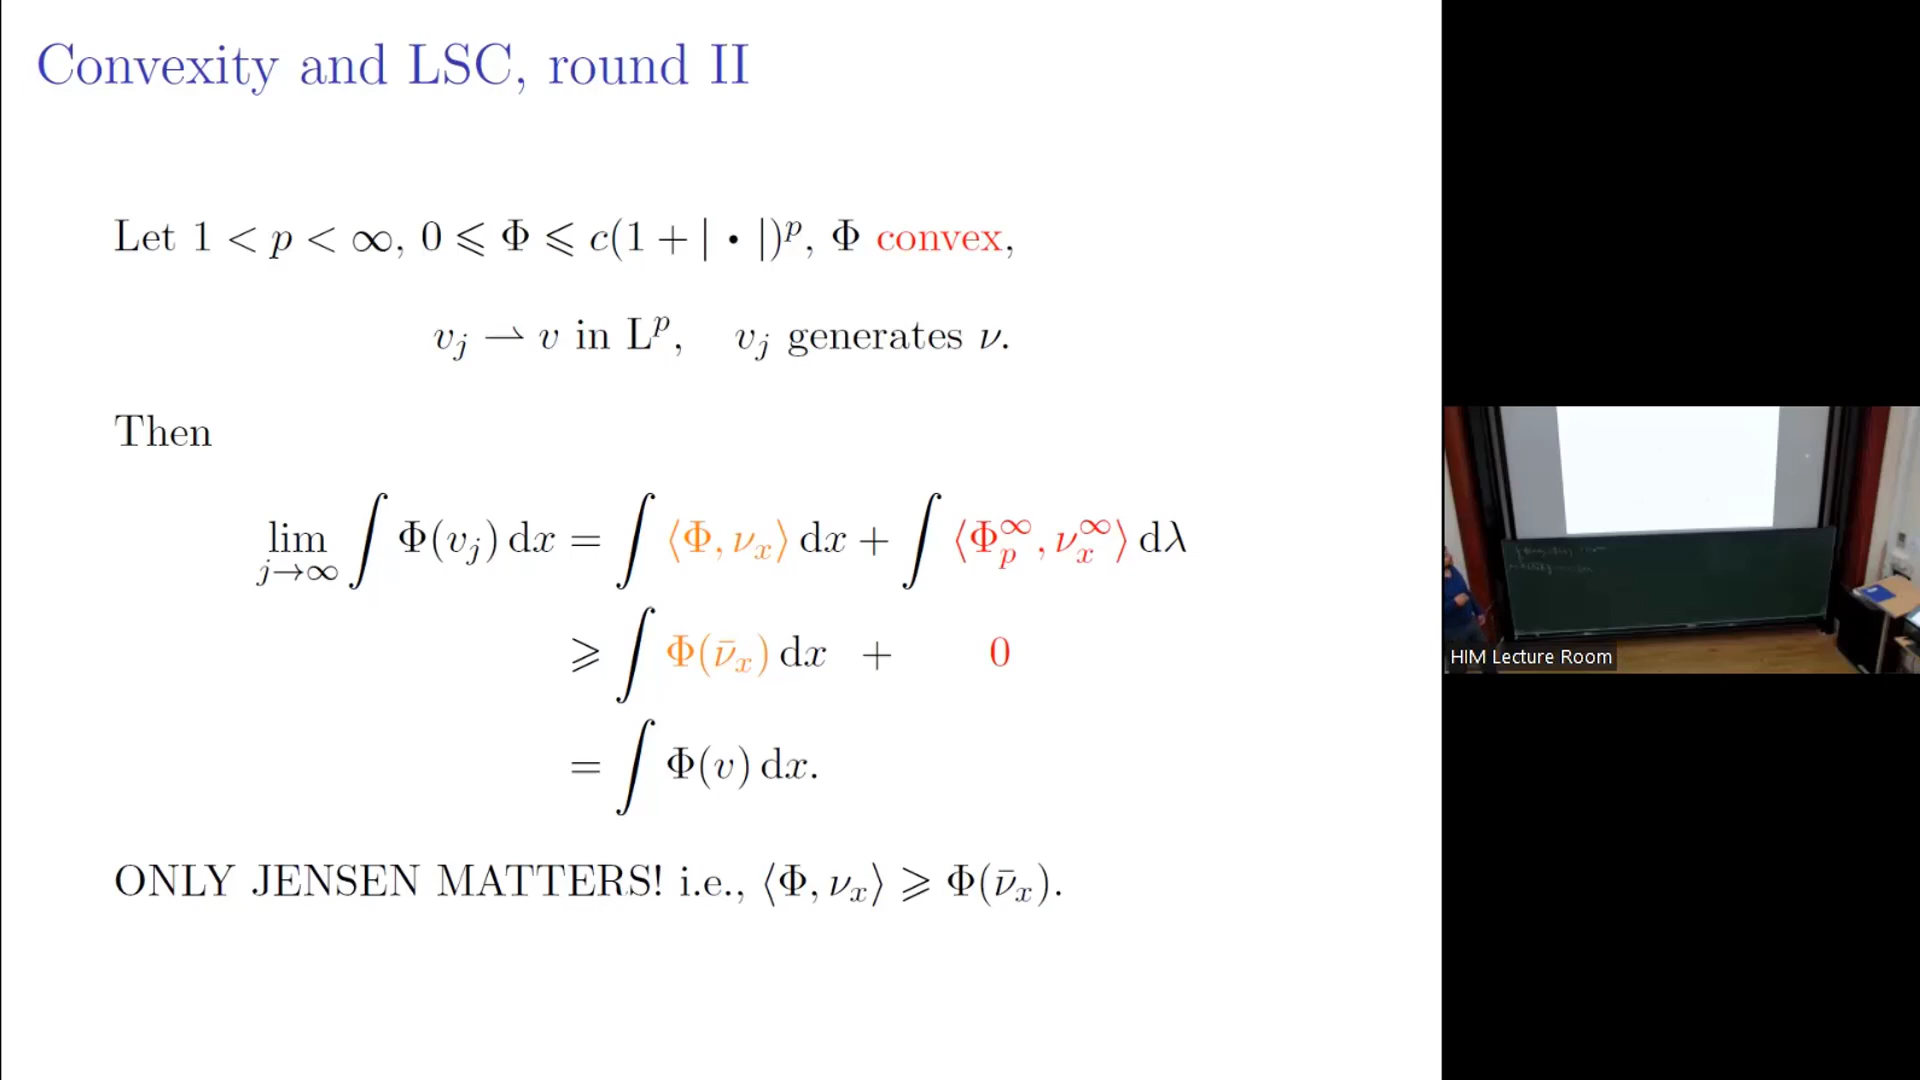 Convexity and LSC, round II
Let 1 < p < ∞, 0 ⩽ Φ ⩽ c(1 + | • |)^p, Φ convex,
v_j ⇀ v in L^p, v_j generates ν.
Then
lim_{j→∞} ∫ Φ(v_j) dx = ∫ ⟨Φ, ν_x⟩ dx + ∫ ⟨Φ_p^∞, ν_x^∞⟩ dλ
⩾ ∫ Φ(ν̄_x) dx + 0
= ∫ Φ(v) dx.
ONLY JENSEN MATTERS! i.e., ⟨Φ, ν_x⟩ ⩾ Φ(ν̄_x).
HIM Lecture Room